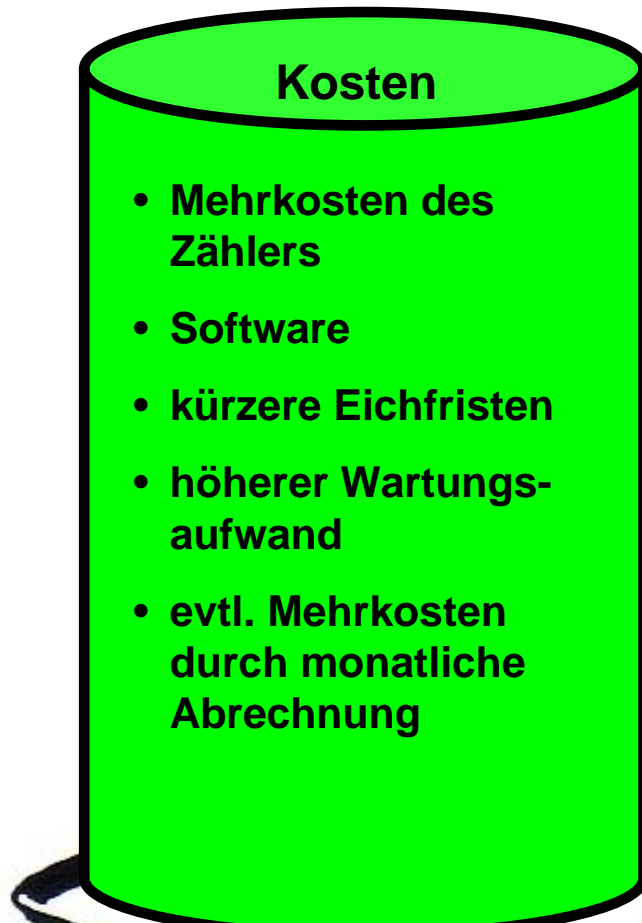 Kosten
• Mehrkosten des
Zählers
• Software
• kürzere Eichfristen
• höherer Wartungs-
aufwand
• evtl. Mehrkosten
durch monatliche
Abrechnung